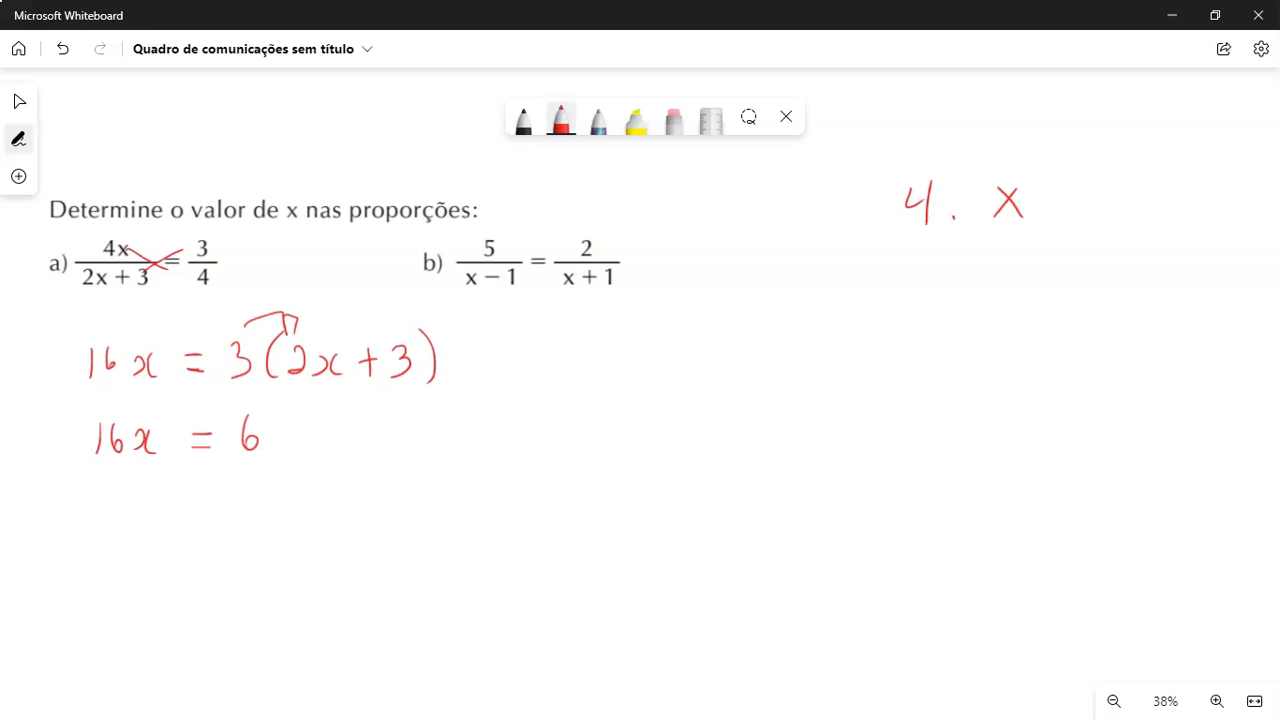 Microsoft Whiteboard
Quadro de comunicações sem título
Determine o valor de x nas proporções:
a) 4x/(2x + 3) = 3/4
b) 5/(x − 1) = 2/(x + 1)
4 . x
16x = 3(2x + 3)
16x = 6
38%